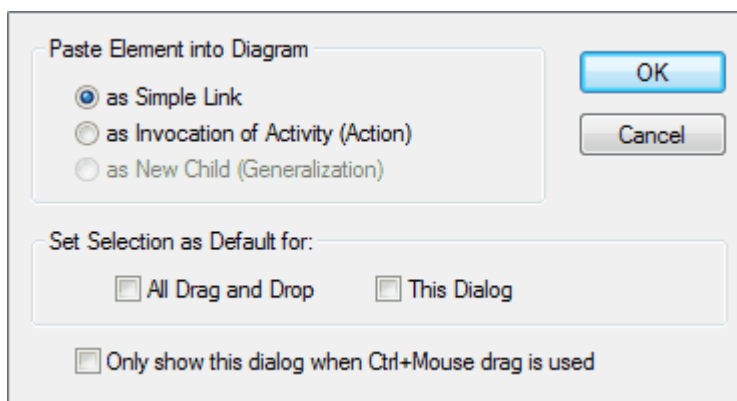 Paste Element into Diagram
OK
as Simple Link
as Invocation of Activity (Action)
Cancel
as New Child (Generalization)
Set Selection as Default for:
All Drag and Drop
This Dialog
Only show this dialog when Ctrl+Mouse drag is used